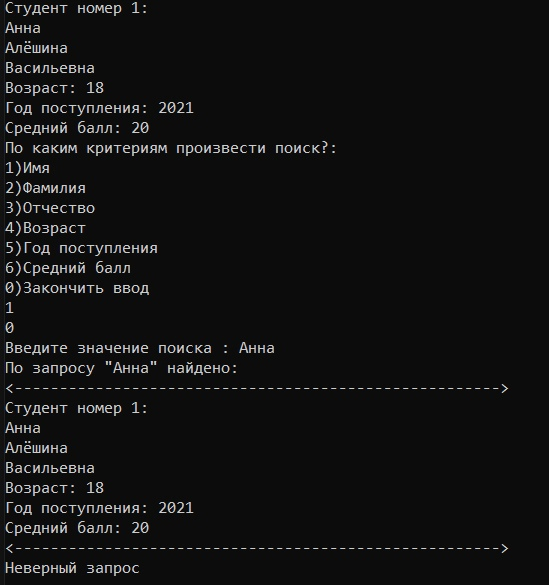 Студент номер 1:
Анна
Алёшина
Васильевна
Возраст: 18
Год поступления: 2021
Средний балл: 20
По каким критериям произвести поиск?:
1)Имя
2)Фамилия
3)Отчество
4)Возраст
5)Год поступления
6)Средний балл
0)Закончить ввод
1
0
Введите значение поиска : Анна
По запросу "Анна" найдено:
<------------------------------------------------------>
Студент номер 1:
Анна
Алёшина
Васильевна
Возраст: 18
Год поступления: 2021
Средний балл: 20
<------------------------------------------------------>
Неверный запрос